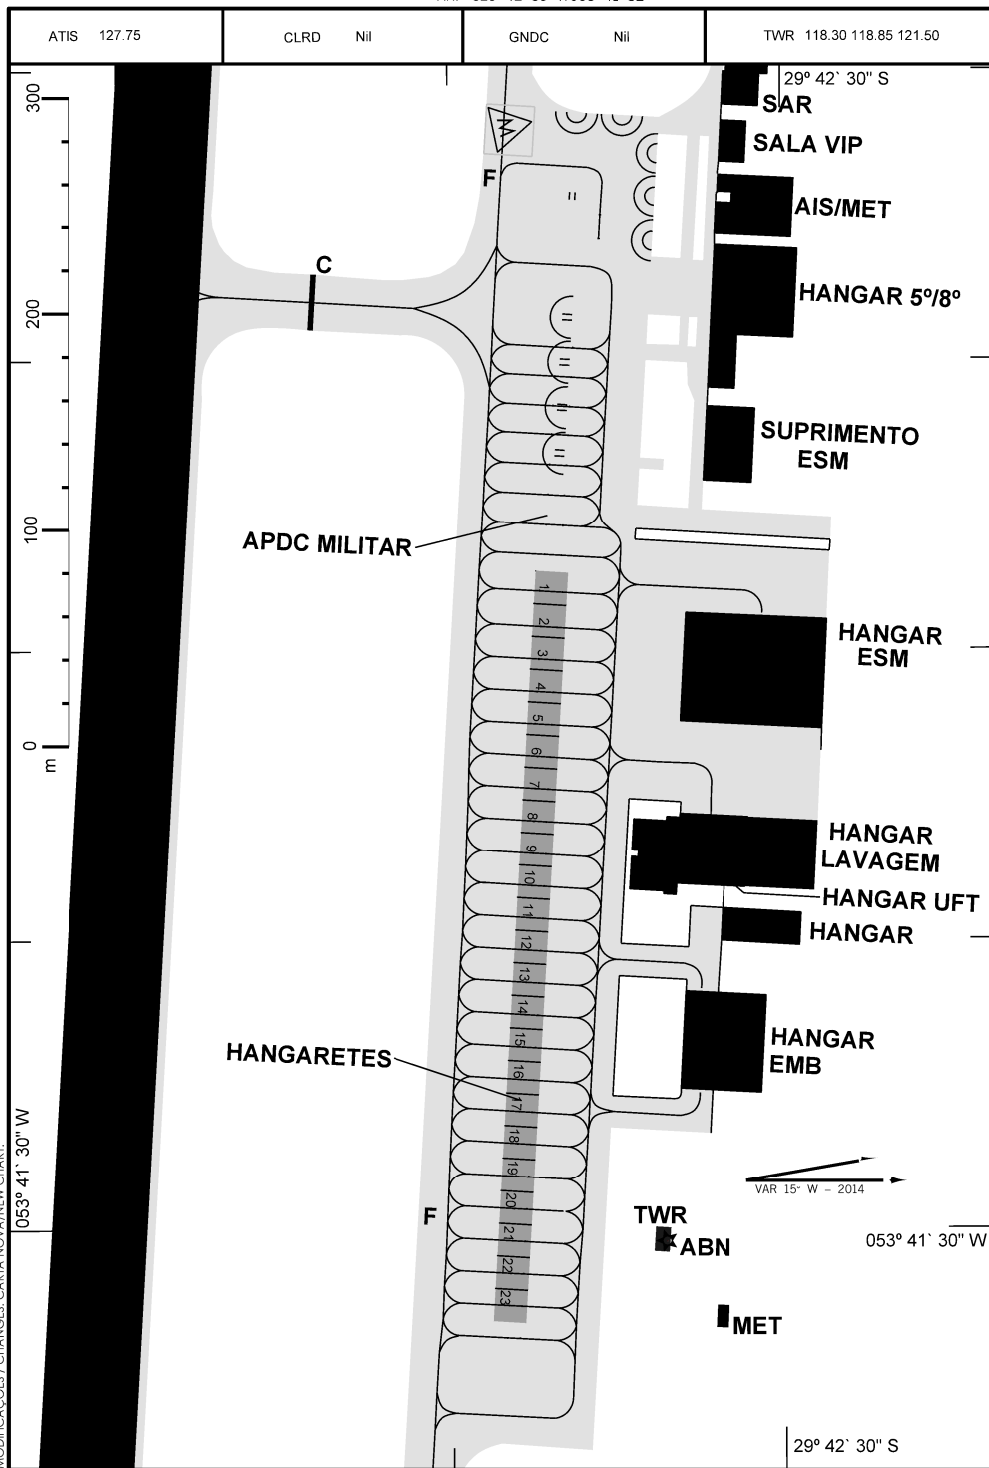 ATIS 127.75
CLRD Nil
GNDC Nil
TWR 118.30 118.85 121.50
29º 42` 30" S
SAR
SALA VIP
AIS/MET
HANGAR 5º/8º
SUPRIMENTO
ESM
F
C
300
200
100
0
m
APDC MILITAR
HANGAR
ESM
1
2
3
4
5
6
7
8
9
10
11
12
13
14
15
16
17
18
19
20
21
22
23
HANGAR
LAVAGEM
HANGAR UFT
HANGAR
HANGARETES
HANGAR
EMB
053º 41` 30" W
VAR 15º W – 2014
F
TWR
ABN
053º 41` 30" W
MET
29º 42` 30" S